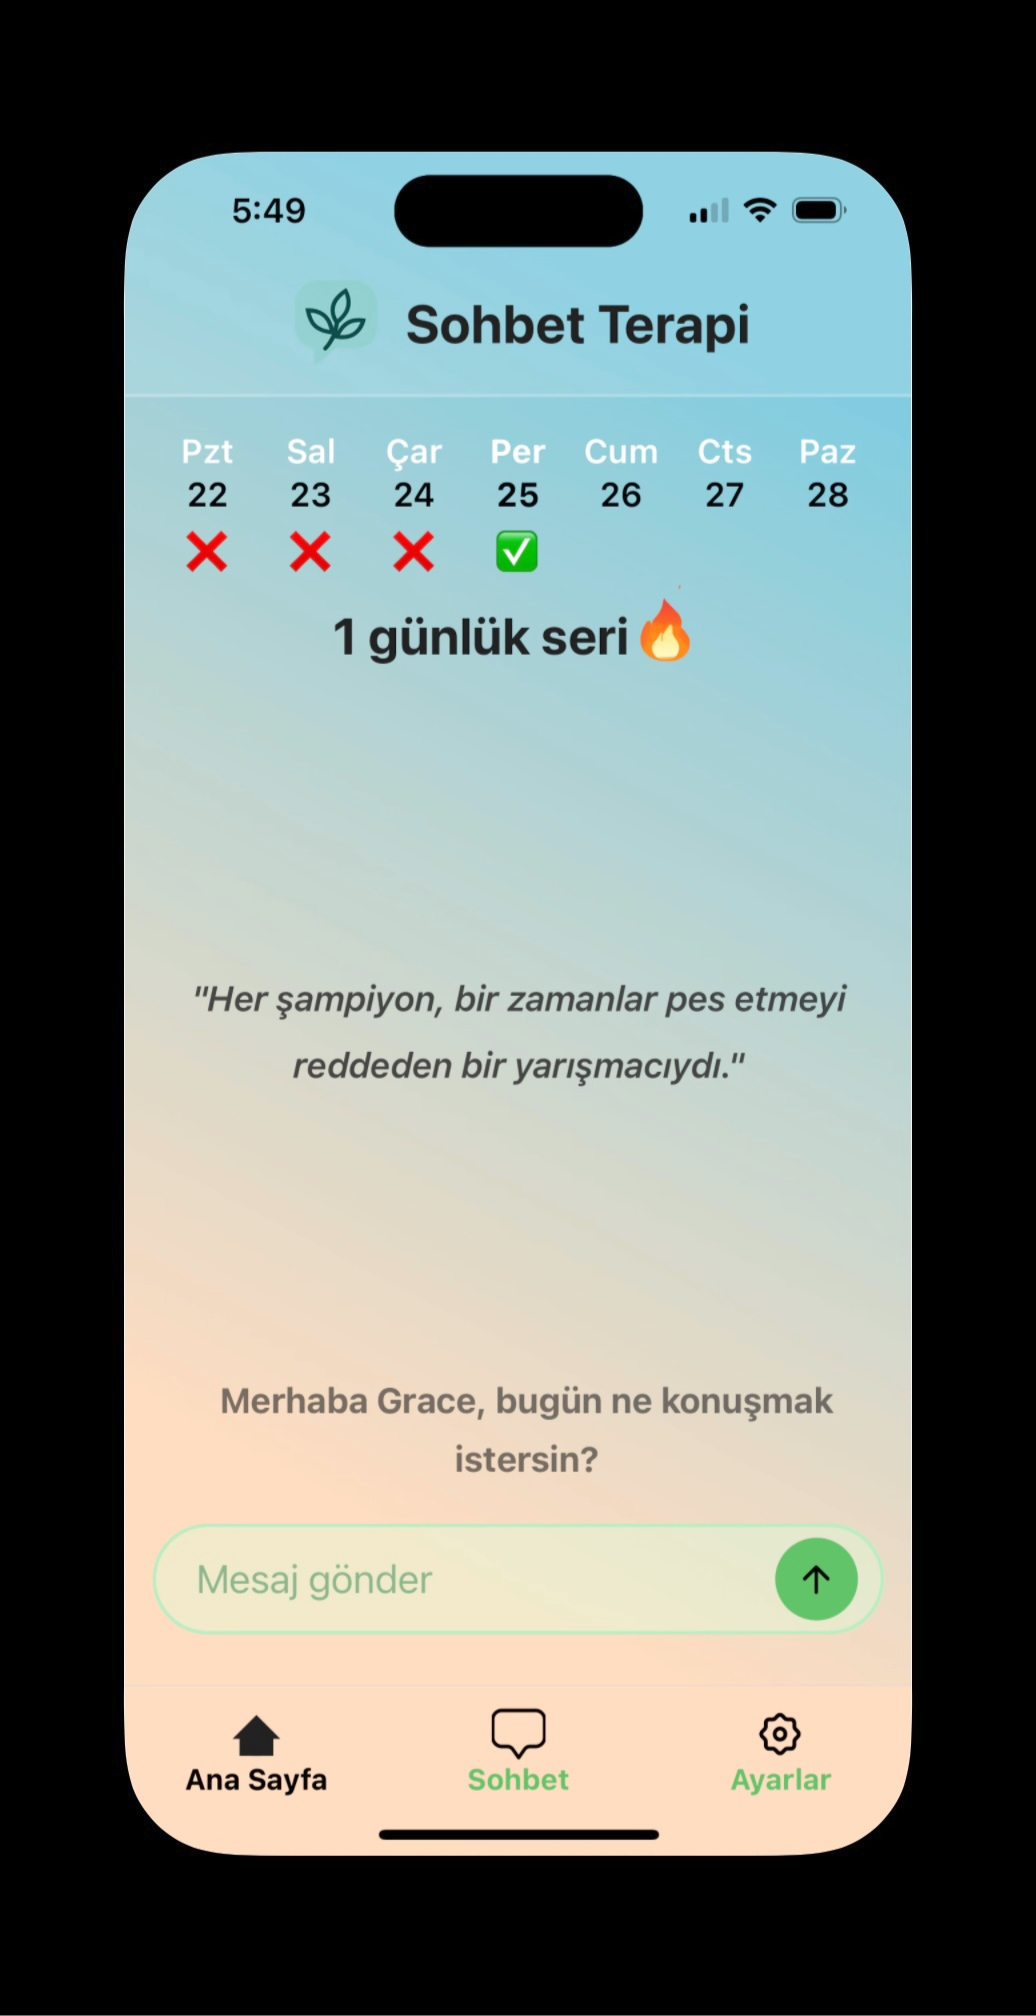 5:49
Sohbet Terapi
Pzt Sal Çar Per Cum Cts Paz
22 23 24 25 26 27 28
1 günlük seri
"Her şampiyon, bir zamanlar pes etmeyi
reddeden bir yarışmacıydı."
Merhaba Grace, bugün ne konuşmak
istersin?
Mesaj gönder
Ana Sayfa Sohbet Ayarlar